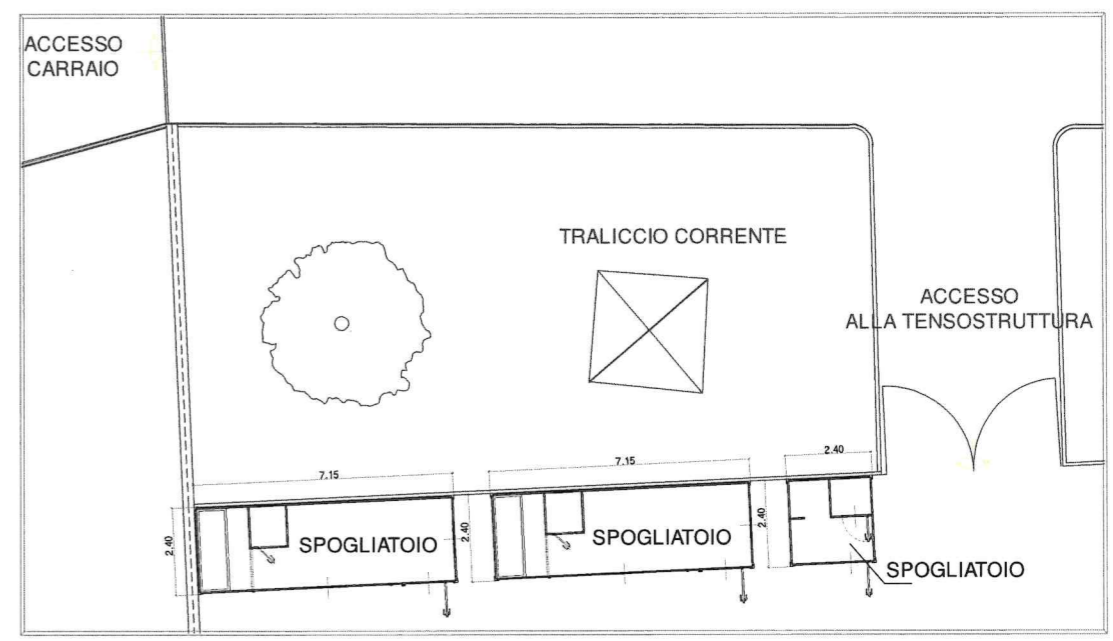 ACCESSO
CARRAIO
TRALICCIO CORRENTE
ACCESSO
ALLA TENSOSTRUTTURA
7.15
7.15
2.40
2.40
SPOGLIATOIO
2.40
SPOGLIATOIO
2.40
SPOGLIATOIO